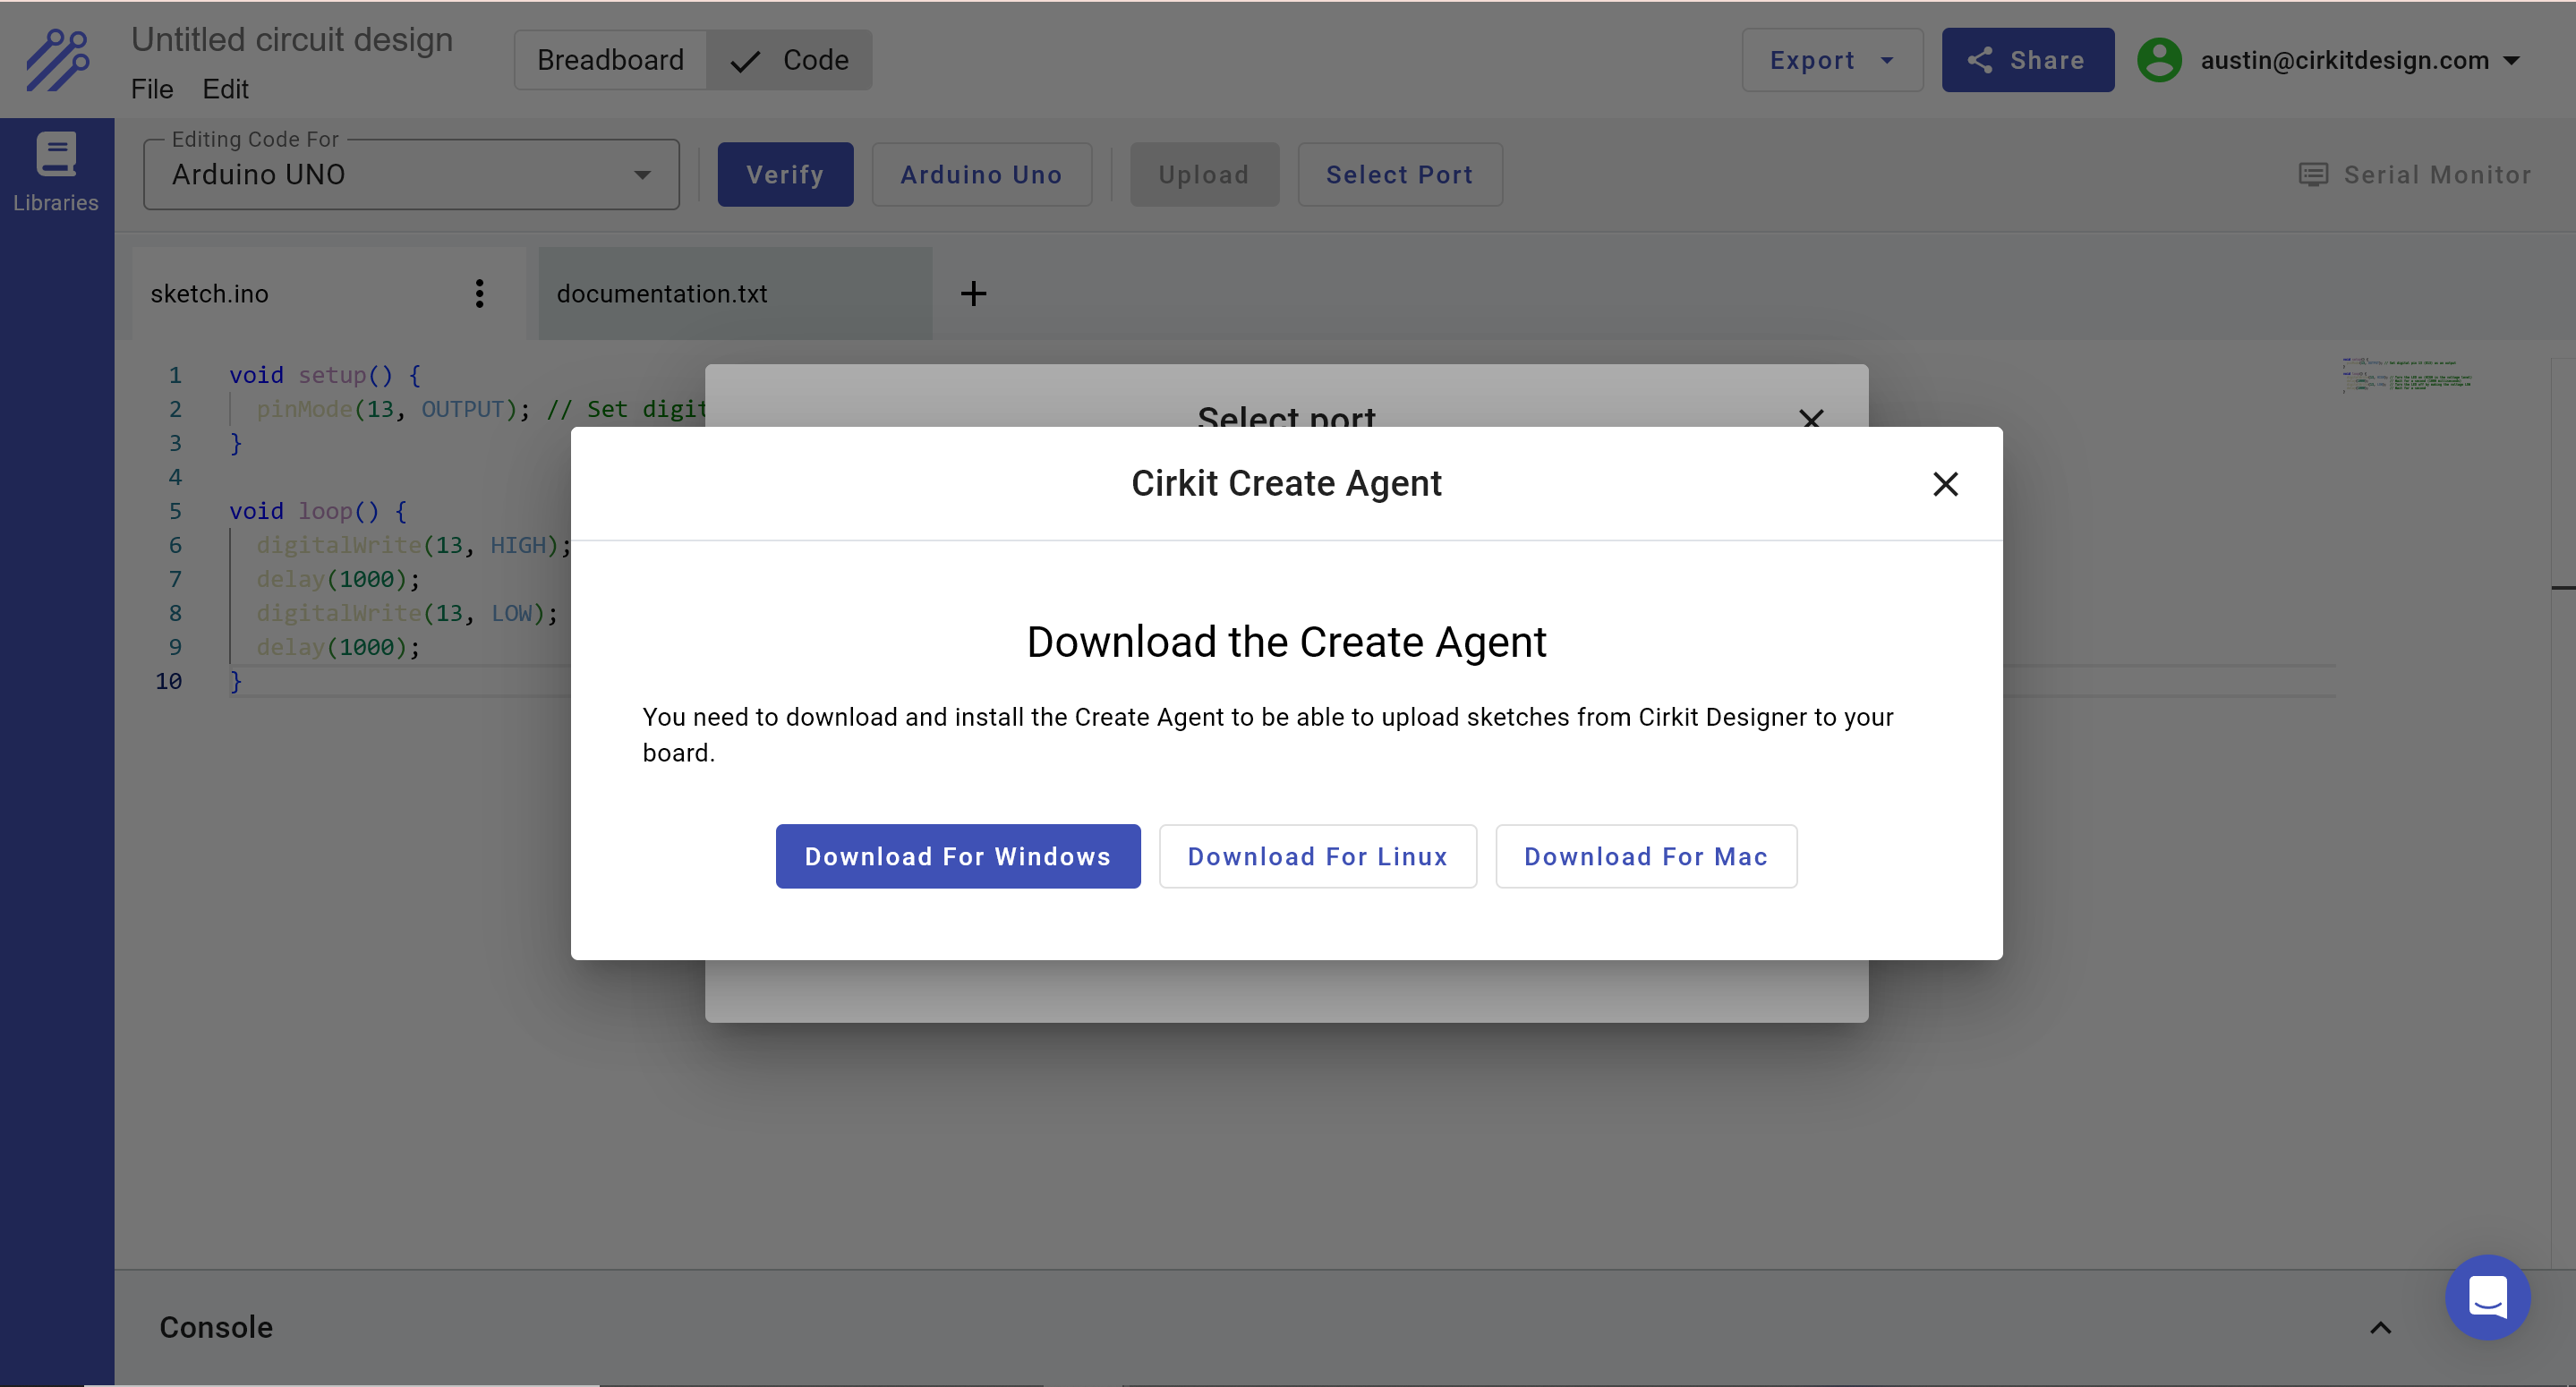 Untitled circuit design
File Edit
Breadboard Code
Export Share austin@cirkitdesign.com
Libraries
Editing Code For
Arduino UNO
Verify Arduino Uno Upload Select Port Serial Monitor
sketch.ino documentation.txt +
1 void setup() {
2 pinMode(13, OUTPUT); // Set digit
3 }
4
5 void loop() {
6 digitalWrite(13, HIGH);
7 delay(1000);
8 digitalWrite(13, LOW);
9 delay(1000);
10 }
Select port
Cirkit Create Agent
Download the Create Agent
You need to download and install the Create Agent to be able to upload sketches from Cirkit Designer to your
board.
Download For Windows Download For Linux Download For Mac
Console